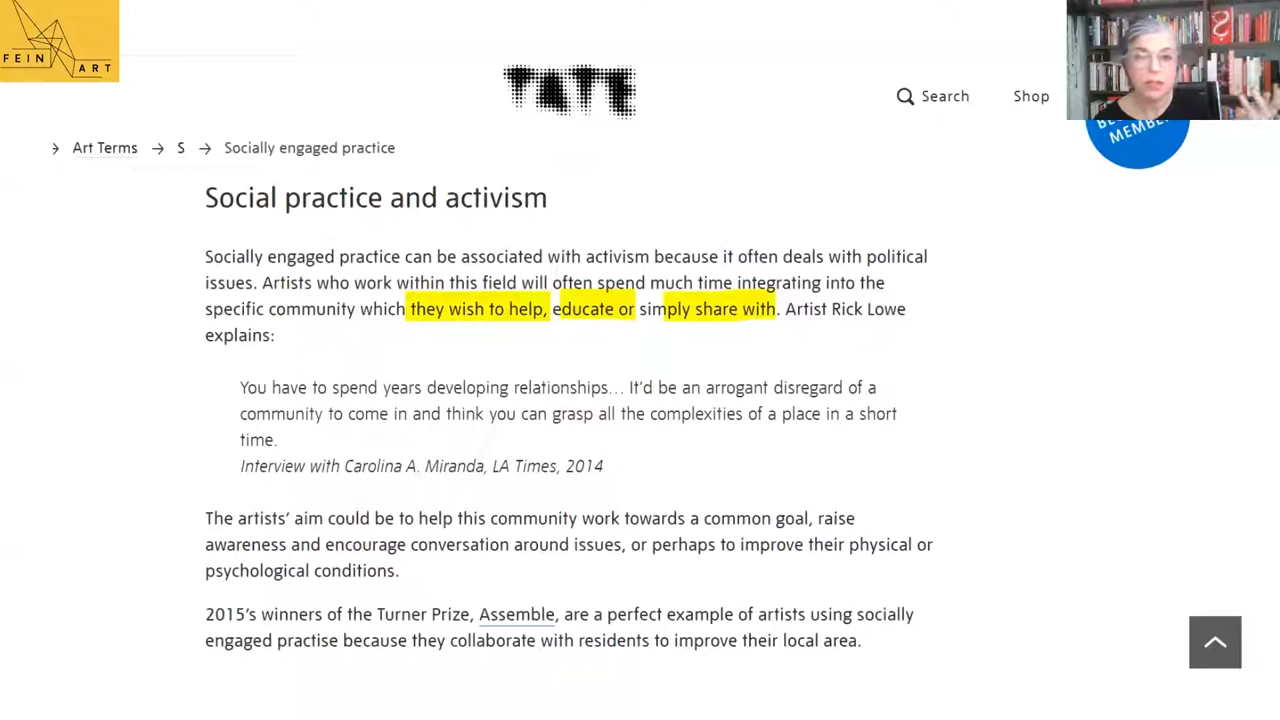 FEIN
ART
TATE
Search
Shop
MEMBER
Art Terms → S → Socially engaged practice
Social practice and activism
Socially engaged practice can be associated with activism because it often deals with political
issues. Artists who work within this field will often spend much time integrating into the
specific community which they wish to help, educate or simply share with. Artist Rick Lowe
explains:
You have to spend years developing relationships… It'd be an arrogant disregard of a
community to come in and think you can grasp all the complexities of a place in a short
time.
Interview with Carolina A. Miranda, LA Times, 2014
The artists' aim could be to help this community work towards a common goal, raise
awareness and encourage conversation around issues, or perhaps to improve their physical or
psychological conditions.
2015's winners of the Turner Prize, Assemble, are a perfect example of artists using socially
engaged practise because they collaborate with residents to improve their local area.